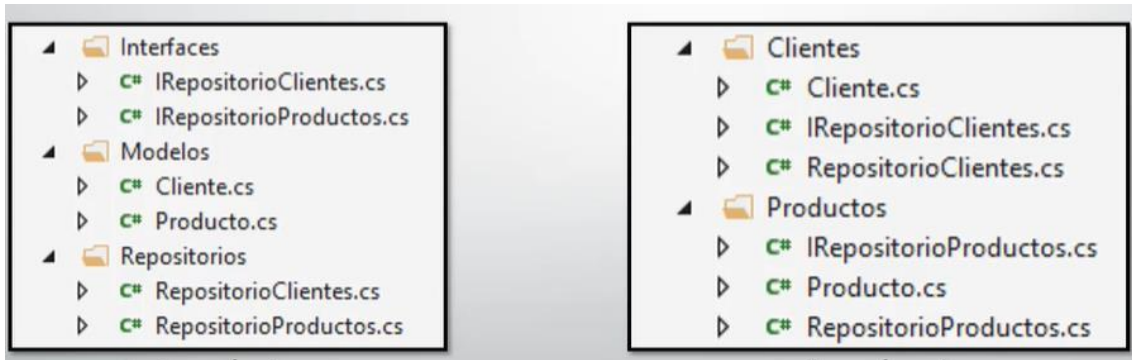 Interfaces
C# IRepositorioClientes.cs
C# IRepositorioProductos.cs
Modelos
C# Cliente.cs
C# Producto.cs
Repositorios
C# RepositorioClientes.cs
C# RepositorioProductos.cs
Clientes
C# Cliente.cs
C# IRepositorioClientes.cs
C# RepositorioClientes.cs
Productos
C# IRepositorioProductos.cs
C# Producto.cs
C# RepositorioProductos.cs